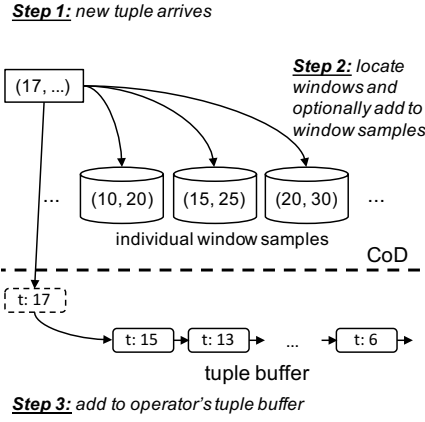 Step 1: new tuple arrives
(17, ...)
Step 2: locate
windows and
optionally add to
window samples
... (10, 20) (15, 25) (20, 30) ...
individual window samples
CoD
t: 17
t: 15 t: 13 ... t: 6
tuple buffer
Step 3: add to operator's tuple buffer